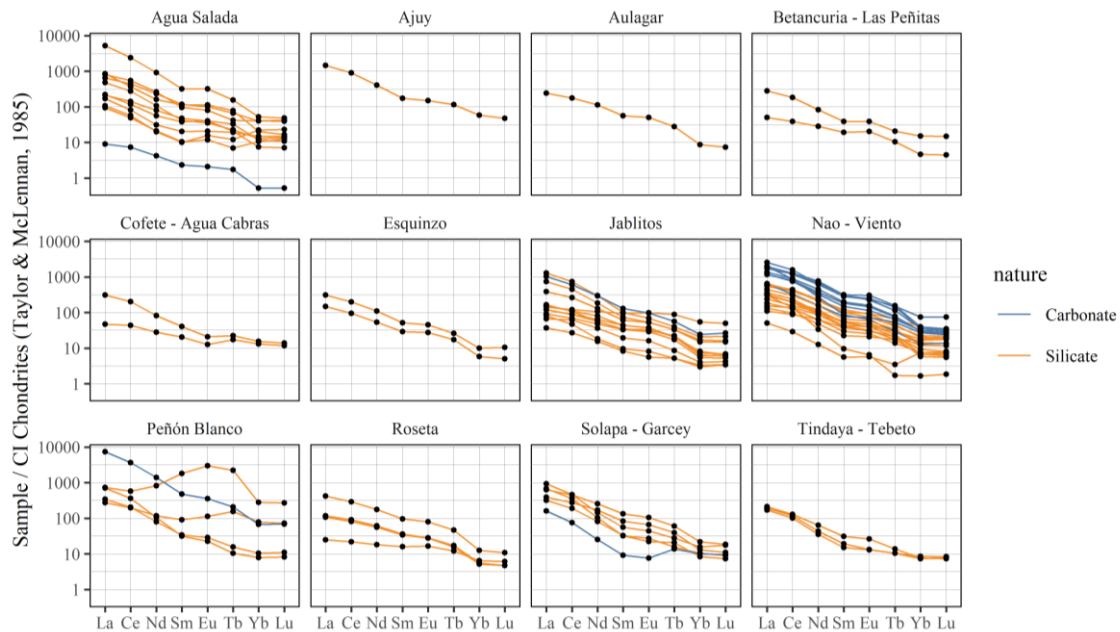 Agua Salada
Ajuy
Aulagar
Betancuria - Las Peñitas
10000
1000
100
10
1
Cofete - Agua Cabras
Esquinzo
Jablitos
Nao - Viento
10000
1000
100
10
1
Peñón Blanco
Roseta
Solapa - Garcey
Tindaya - Tebeto
10000
1000
100
10
1
La Ce Nd Sm Eu Tb Yb Lu
La Ce Nd Sm Eu Tb Yb Lu
La Ce Nd Sm Eu Tb Yb Lu
La Ce Nd Sm Eu Tb Yb Lu
Sample / CI Chondrites (Taylor & McLennan, 1985)
nature
Carbonate
Silicate